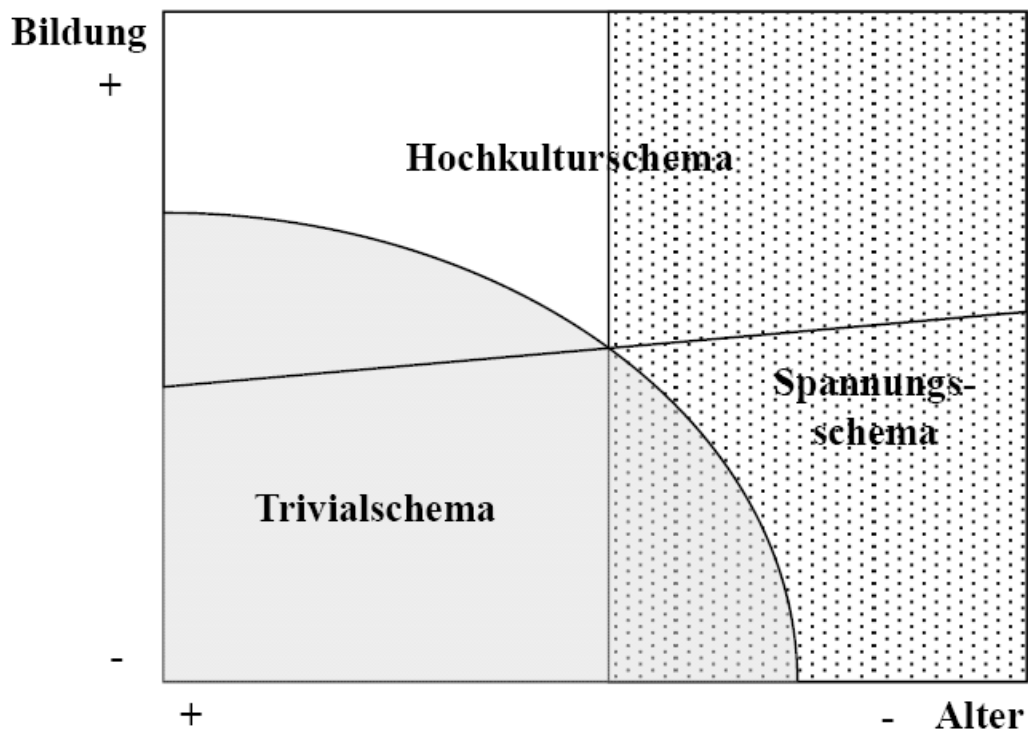 Bildung
+
Hochkulturschema
Spannungs-
schema
Trivialschema
-
+
- Alter